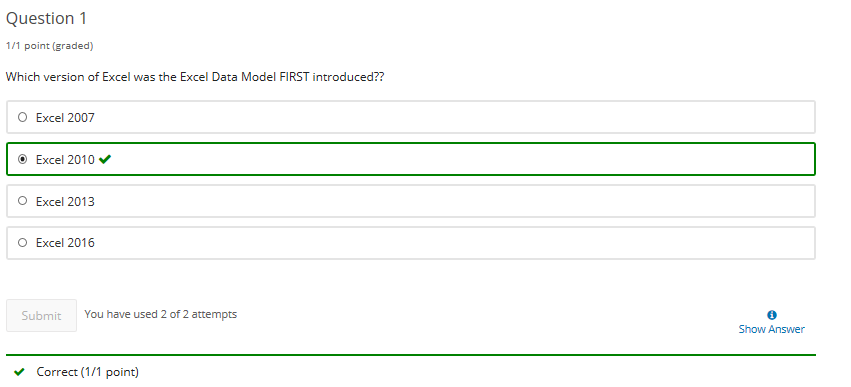 Question 1
1/1 point (graded)
Which version of Excel was the Excel Data Model FIRST introduced??
Excel 2007
Excel 2010
Excel 2013
Excel 2016
Submit You have used 2 of 2 attempts
Show Answer
Correct (1/1 point)